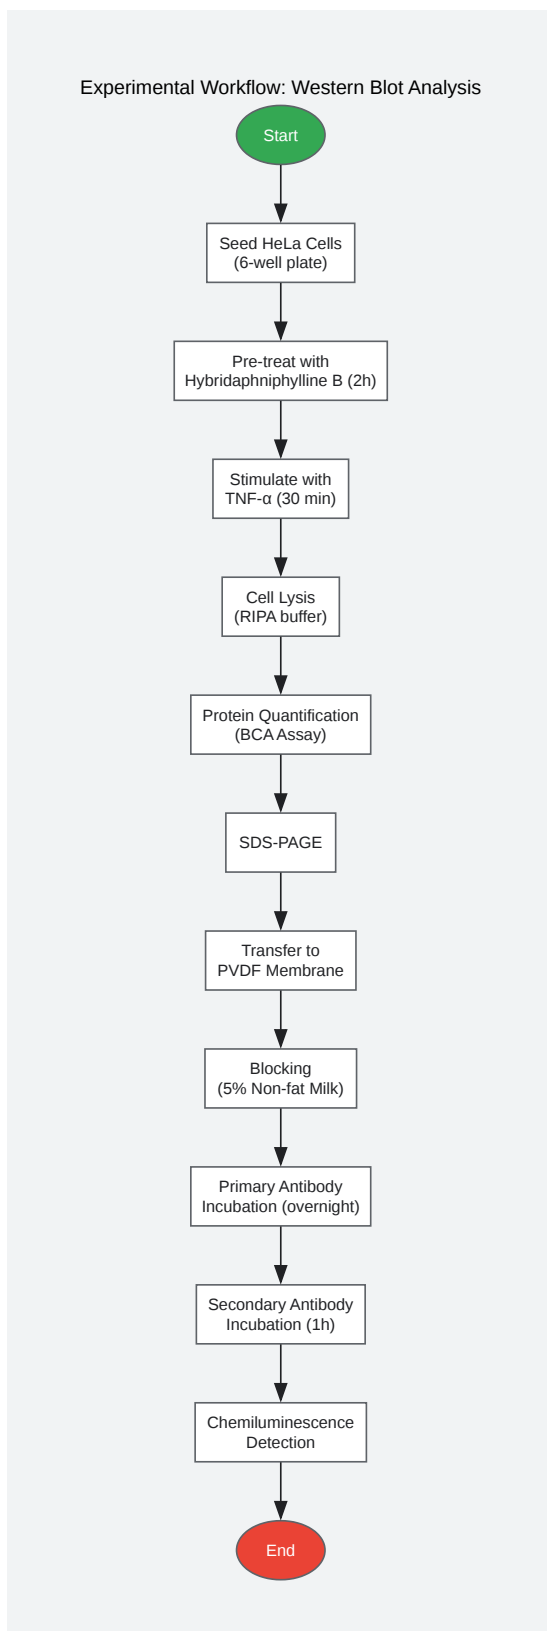 Experimental Workflow: Western Blot Analysis
Start
Seed HeLa Cells
(6-well plate)
Pre-treat with
Hybridaphniphylline B (2h)
Stimulate with
TNF-α (30 min)
Cell Lysis
(RIPA buffer)
Protein Quantification
(BCA Assay)
SDS-PAGE
Transfer to
PVDF Membrane
Blocking
(5% Non-fat Milk)
Primary Antibody
Incubation (overnight)
Secondary Antibody
Incubation (1h)
Chemiluminescence
Detection
End